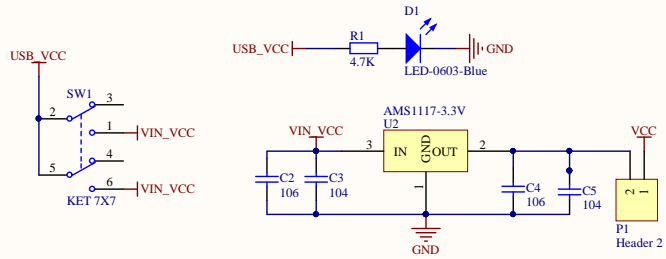 D1
R1
USB_VCC
GND
4.7K
LED-0603-Blue
USB_VCC
SW1
3
2
1
VIN_VCC
4
5
6
VIN_VCC
KET 7X7
AMS1117-3.3V
U2
VIN_VCC
VCC
3
IN
GND
OUT
2
1
C2
106
C3
104
C4
106
C5
104
2
1
P1
Header 2
GND